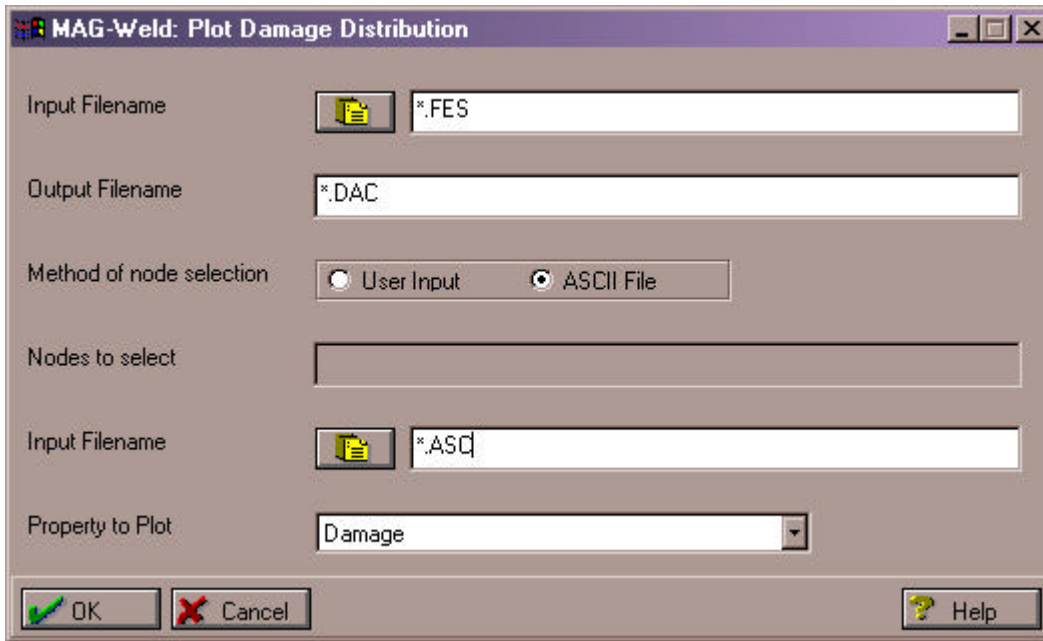 MAG-Weld: Plot Damage Distribution
Input Filename
*.FES
Output Filename
*.DAC
Method of node selection
User Input
ASCII File
Nodes to select
Input Filename
*.ASC
Property to Plot
Damage
OK
Cancel
? Help